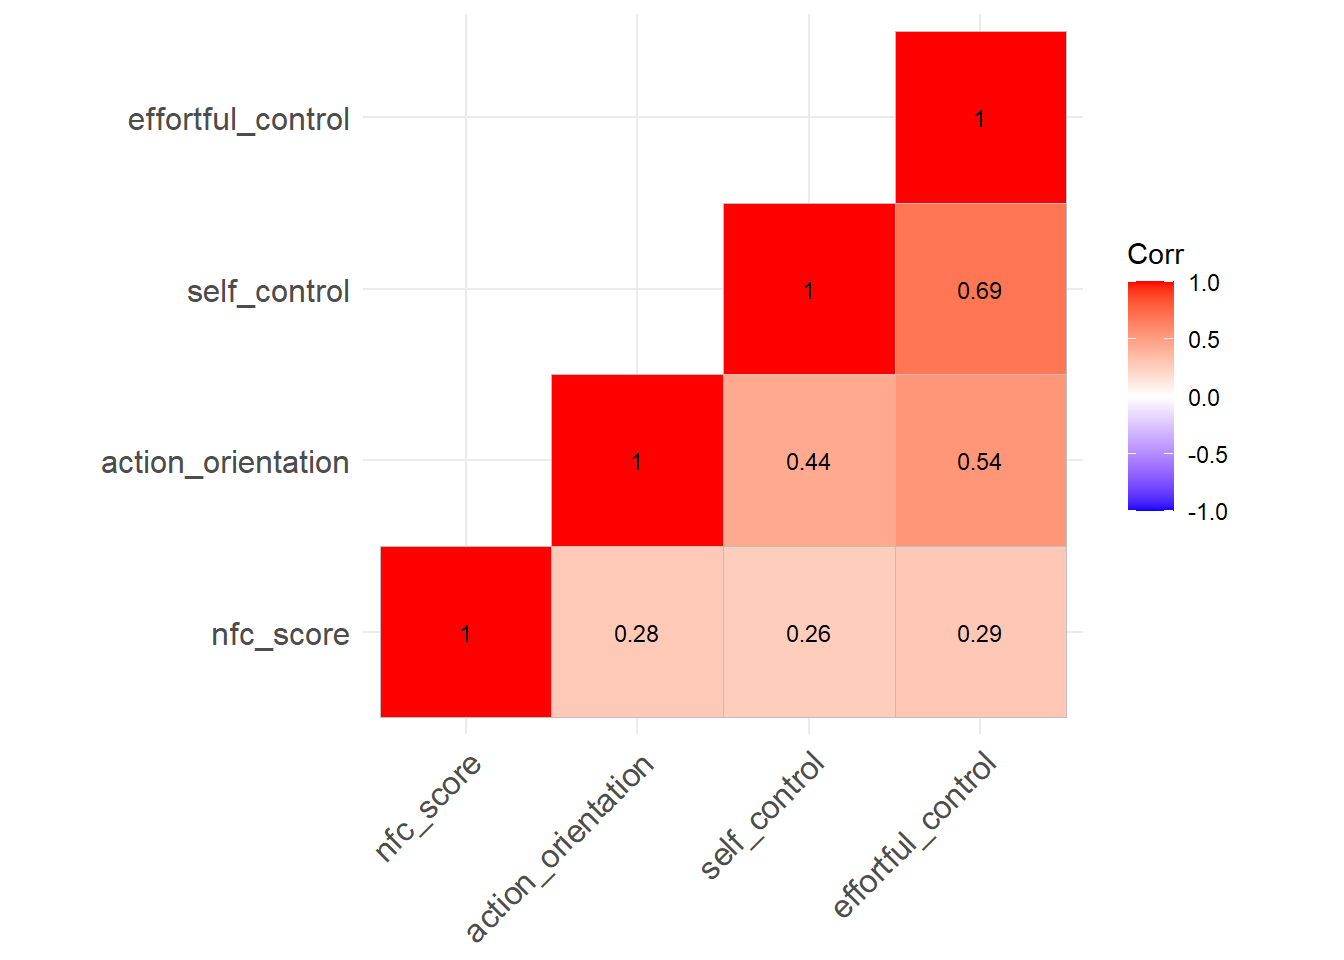 effortful_control
1
self_control
1
0.69
action_orientation
1
0.44
0.54
nfc_score
1
0.28
0.26
0.29
nfc_score
action_orientation
self_control
effortful_control
Corr
1.0
0.5
0.0
-0.5
-1.0